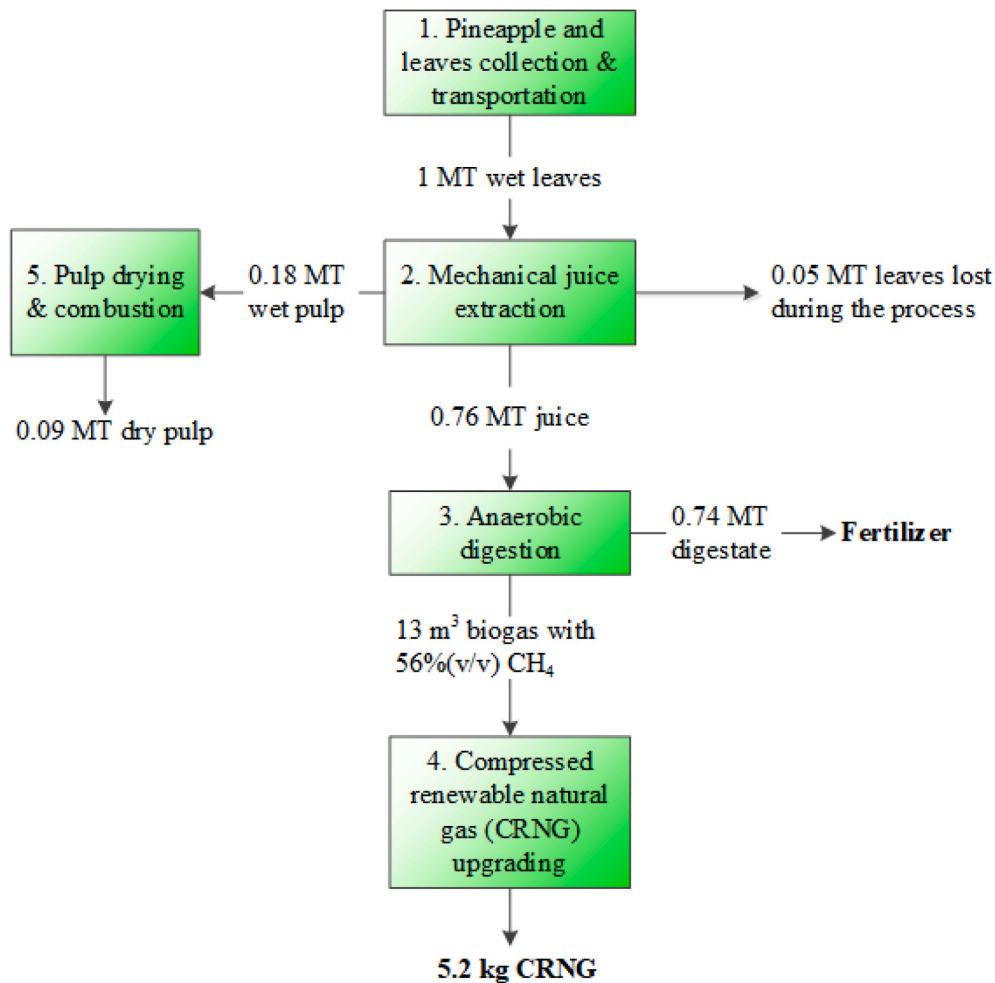 1. Pineapple and
leaves collection &
transportation
1 MT wet leaves
5. Pulp drying
& combustion
0.18 MT
wet pulp
2. Mechanical juice
extraction
0.05 MT leaves lost
during the process
0.09 MT dry pulp
0.76 MT juice
3. Anaerobic
digestion
0.74 MT
digestate
Fertilizer
13 m³ biogas with
56%(v/v) CH₄
4. Compressed
renewable natural
gas (CRNG)
upgrading
5.2 kg CRNG